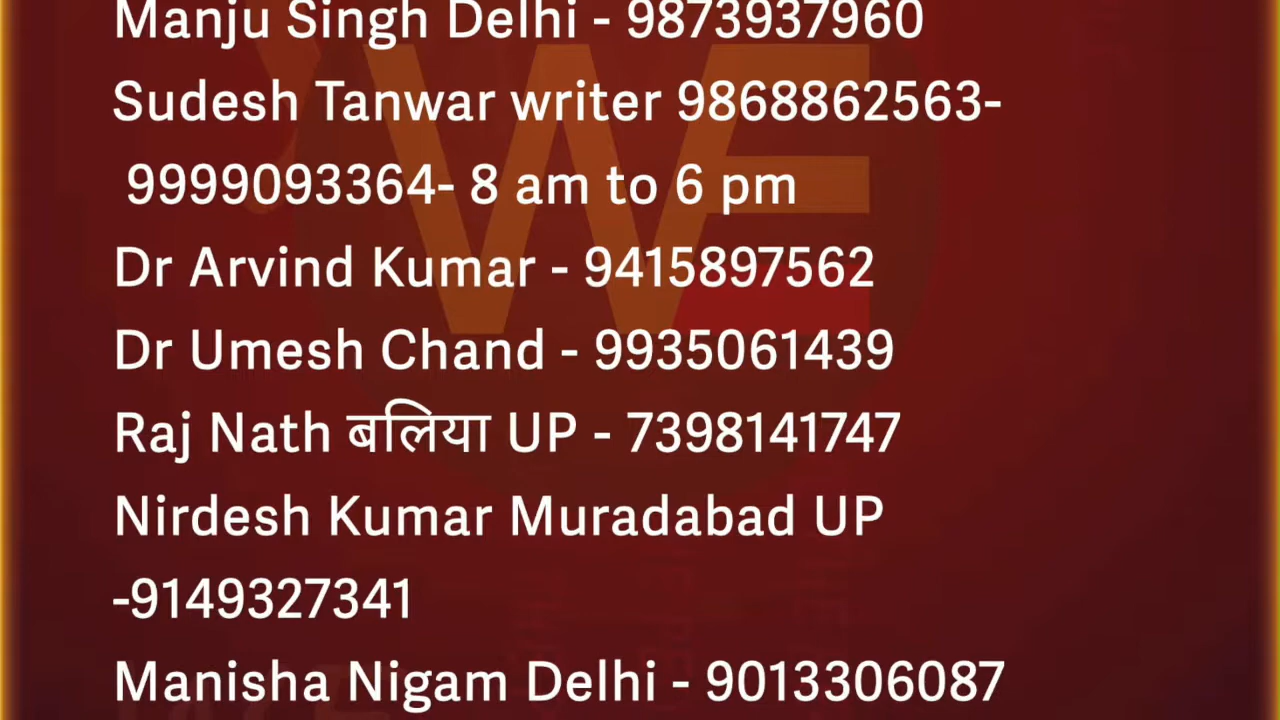 Manju Singh Delhi - 9873937960
Sudesh Tanwar writer 9868862563-
9999093364- 8 am to 6 pm
Dr Arvind Kumar - 9415897562
Dr Umesh Chand - 9935061439
Raj Nath बलिया UP - 7398141747
Nirdesh Kumar Muradabad UP
-9149327341
Manisha Nigam Delhi - 9013306087
WE